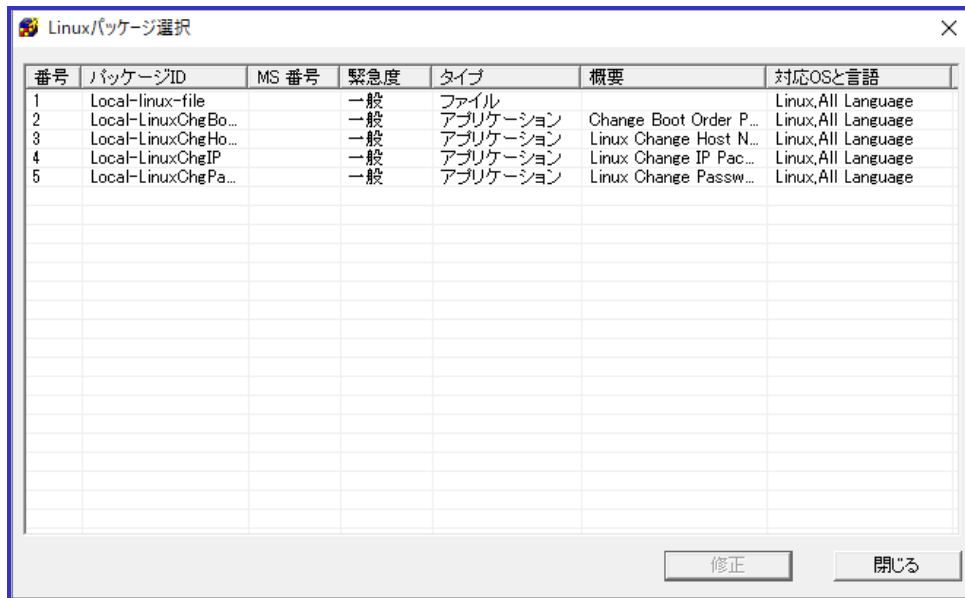 Linuxパッケージ選択
番号 パッケージID MS 番号 緊急度 タイプ 概要 対応OSと言語
1 Local-linux-file 一般 ファイル Linux,All Language
2 Local-LinuxChgBo... 一般 アプリケーション Change Boot Order P... Linux,All Language
3 Local-LinuxChgHo... 一般 アプリケーション Linux Change Host N... Linux,All Language
4 Local-LinuxChgIP 一般 アプリケーション Linux Change IP Pac... Linux,All Language
5 Local-LinuxChgPa... 一般 アプリケーション Linux Change Passw... Linux,All Language
修正 閉じる